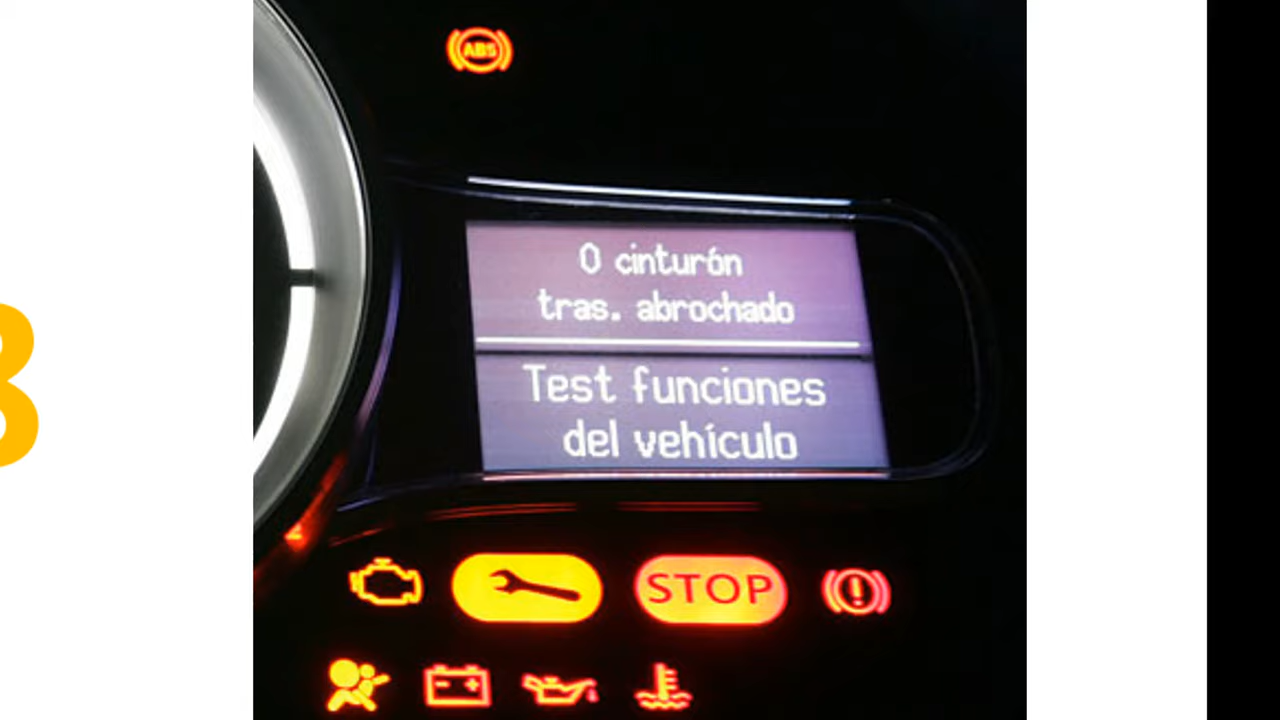 ABS
0 cinturón
tras. abrochado
Test funciones
del vehículo
STOP